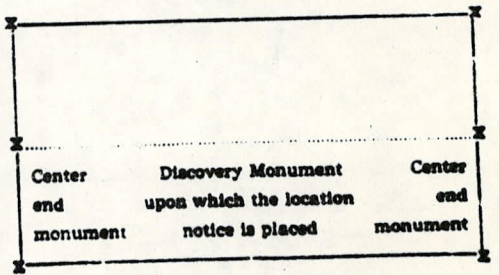 Center Discovery Monument Center
end upon which the location end
monument notice is placed monument